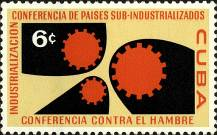 CONFERENCIA DE PAISES SUB-INDUSTRIALIZADOS
INDUSTRIALIZACION
6¢
CUBA
CONFERENCIA CONTRA EL HAMBRE